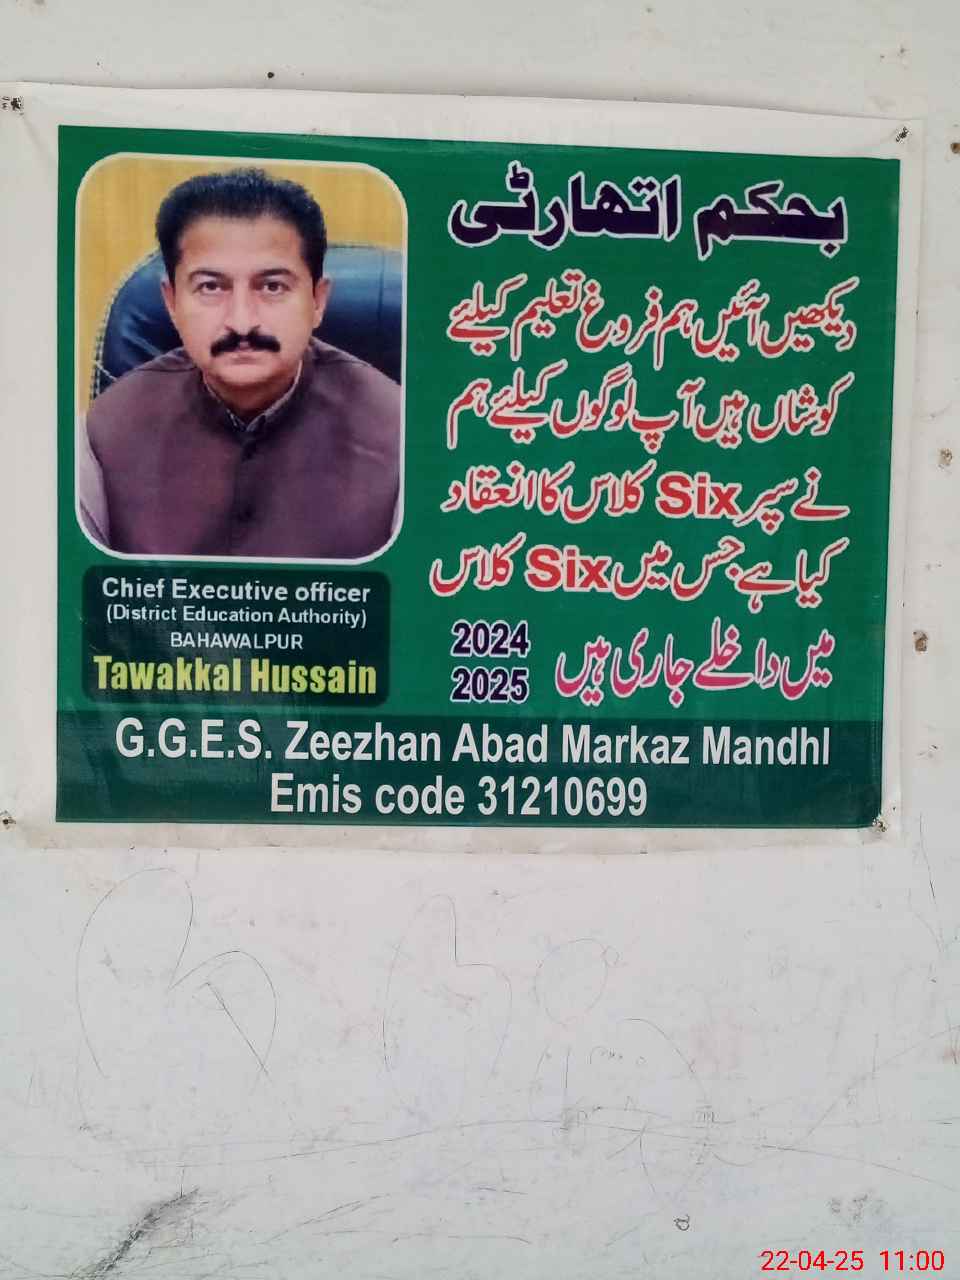 بحکم اتھارٹی
دیکھیں آئیں ہم فروغ تعلیم کیلئے
کوشاں ہیں آپ لوگوں کیلئے ہم
نے سپر Six کلاس کا انعقاد
کیا ہے جس میں Six کلاس
میں داخلے جاری ہیں 2024 2025
Chief Executive officer
(District Education Authority)
BAHAWALPUR
Tawakkal Hussain
G.G.E.S. Zeezhan Abad Markaz Mandhl
Emis code 31210699
22-04-25 11:00